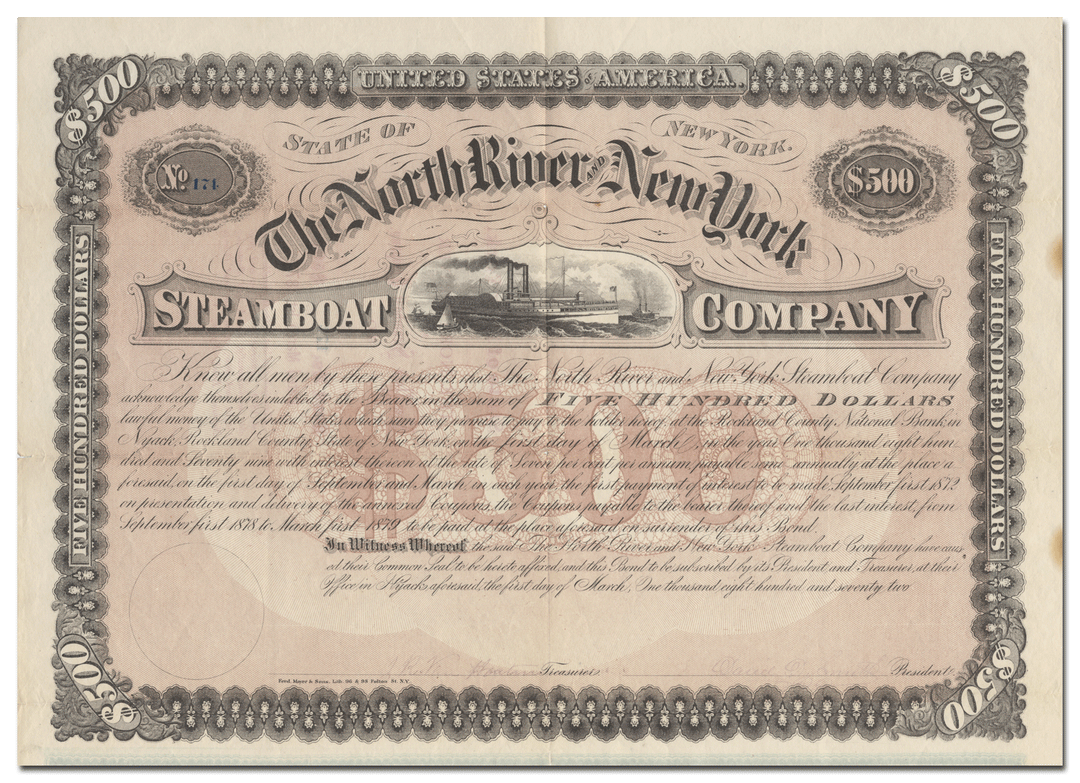 UNITED STATES OF AMERICA.
$500
$500
STATE OF
NEW YORK.
No 174
$500
The North River AND New York
STEAMBOAT COMPANY
FIVE HUNDRED DOLLARS
FIVE HUNDRED DOLLARS
$500
Know all men by these presents that The North River and New York Steamboat Company
acknowledge themselves indebted to the Bearer in the sum of FIVE HUNDRED DOLLARS
lawful money of the United States, which sum they promise to pay to the holder hereof, at the Rockland County National Bank, in
Nyack, Rockland County, State of New York, on the first day of March, in the year One thousand eight hun-
dred and Seventy nine with interest thereon at the rate of Seven per cent per annum, payable semi annually at the place a-
foresaid, on the first day of September and March in each year, the first payment of interest to be made September first 1872
on presentation and delivery of the annexed Coupons, the Coupons payable to the bearer thereof and the last interest, from
September first 1878 to March first 1879 to be paid at the place aforesaid, on surrender of this Bond.
In Witness Whereof the said The North River and New York Steamboat Company have caus-
ed their Common Seal to be hereto affixed, and this Bond to be subscribed by its President and Treasurer, at their
Office in Nyack, aforesaid, the first day of March, One thousand eight hundred and seventy two
Treasurer
President
Ferd. Mayer & Sons. Lith. 96 & 98 Fulton St. N.Y.
$500
$500